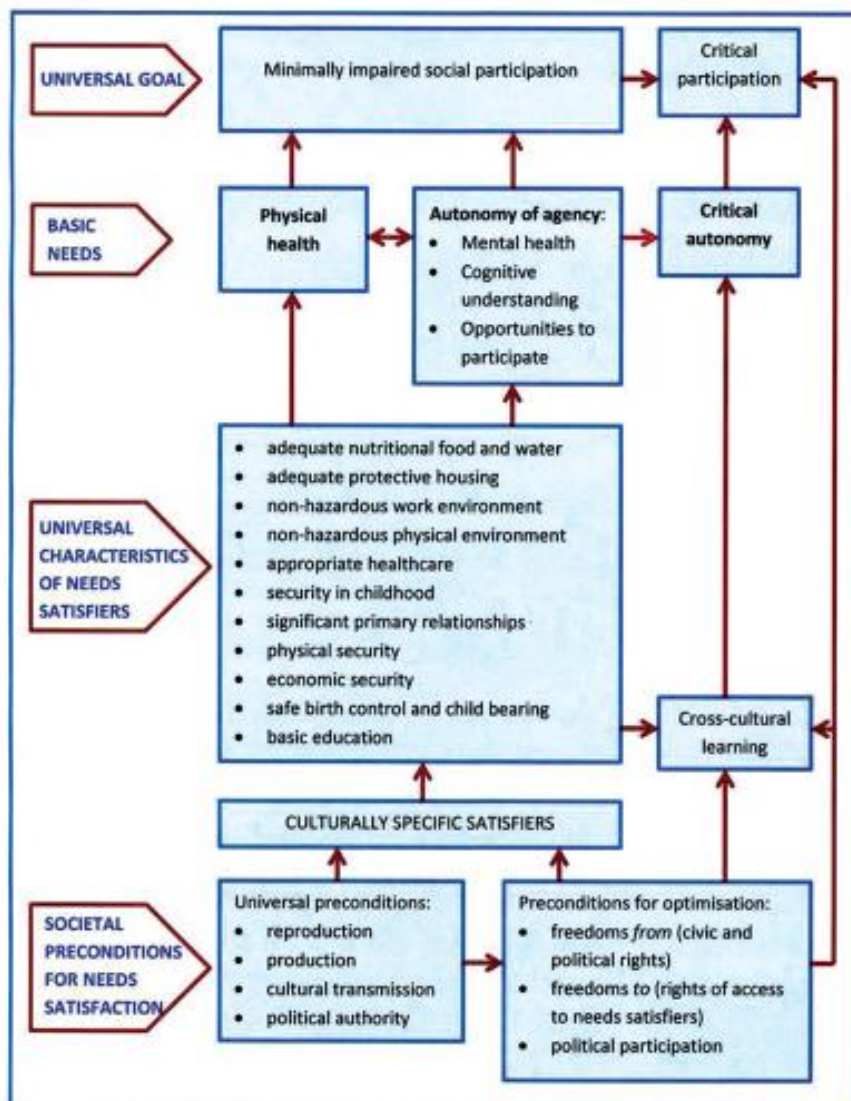 UNIVERSAL GOAL
Minimally impaired social participation
Critical
participation
BASIC
NEEDS
Physical
health
Autonomy of agency:
• Mental health
• Cognitive
understanding
• Opportunities to
participate
Critical
autonomy
UNIVERSAL
CHARACTERISTICS
OF NEEDS
SATISFIERS
• adequate nutritional food and water
• adequate protective housing
• non-hazardous work environment
• non-hazardous physical environment
• appropriate healthcare
• security in childhood
• significant primary relationships
• physical security
• economic security
• safe birth control and child bearing
• basic education
Cross-cultural
learning
CULTURALLY SPECIFIC SATISFIERS
SOCIETAL
PRECONDITIONS
FOR NEEDS
SATISFACTION
Universal preconditions:
• reproduction
• production
• cultural transmission
• political authority
Preconditions for optimisation:
• freedoms from (civic and
political rights)
• freedoms to (rights of access
to needs satisfiers)
• political participation